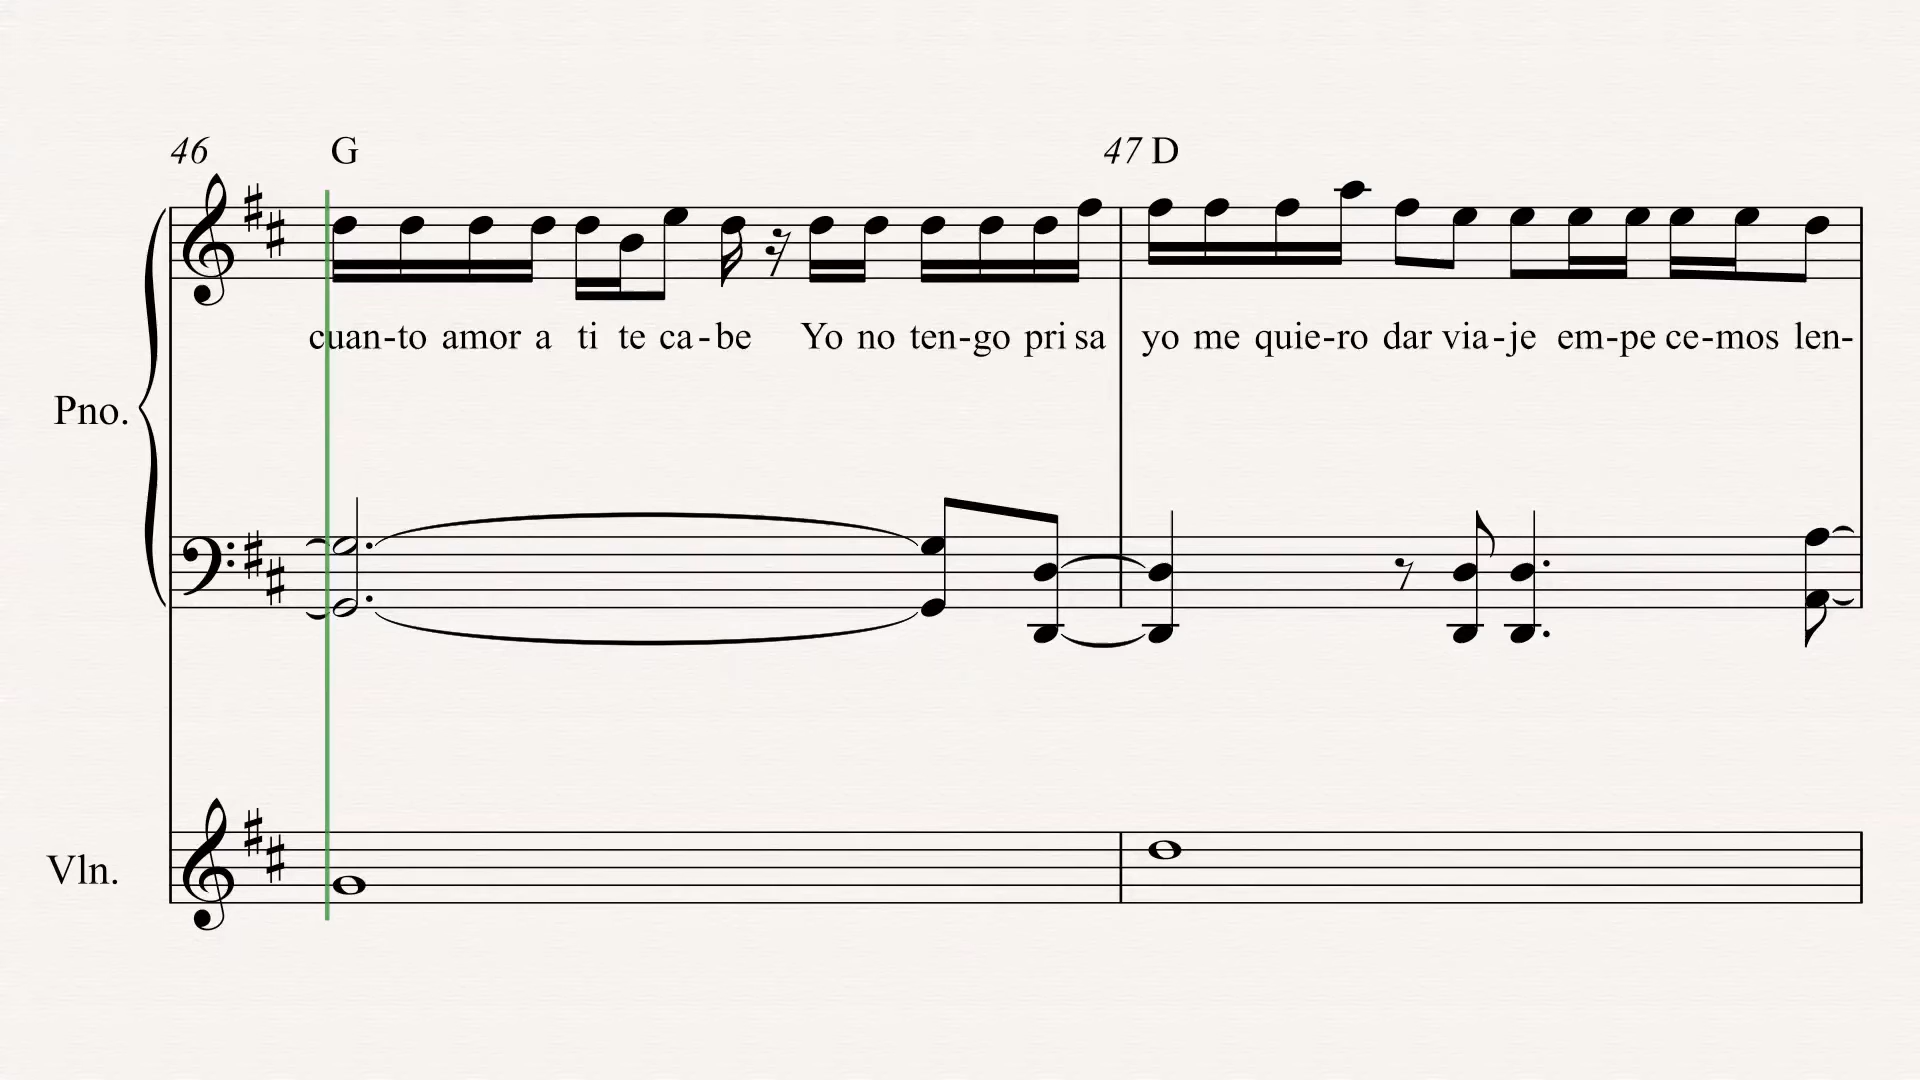 46 G 47 D
cuan-to amor a ti te ca-be Yo no ten-go pri sa yo me quie-ro dar via-je em-pe ce-mos len-
Pno.
Vln.